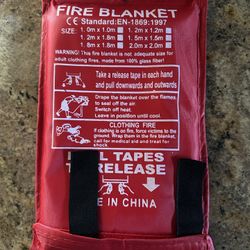 FIRE BLANKET
CE Standard:EN-1869:1997
SIZE: 1.0m x 1.0m 1.2m x 1.2m
1.2m x 1.8m 1.5m x 1.5m
1.8m x 1.8m 2.0m x 2.0m
WARNING! This fire blanket is not adequate size for
adult clothing fires, made from 100% glass fiber!
Take a release tape in each hand
and pull downwards and outwards
Drape the blanket over the flames
to seal off the air
Switch off heat.
Leave in position until cool.
CLOTHING FIRE
If clothing is on fire, force victims to the
ground. Wrap them in the blanket.
call for medical aid and treat for
shock
TAPES
RELEASE
IN CHINA